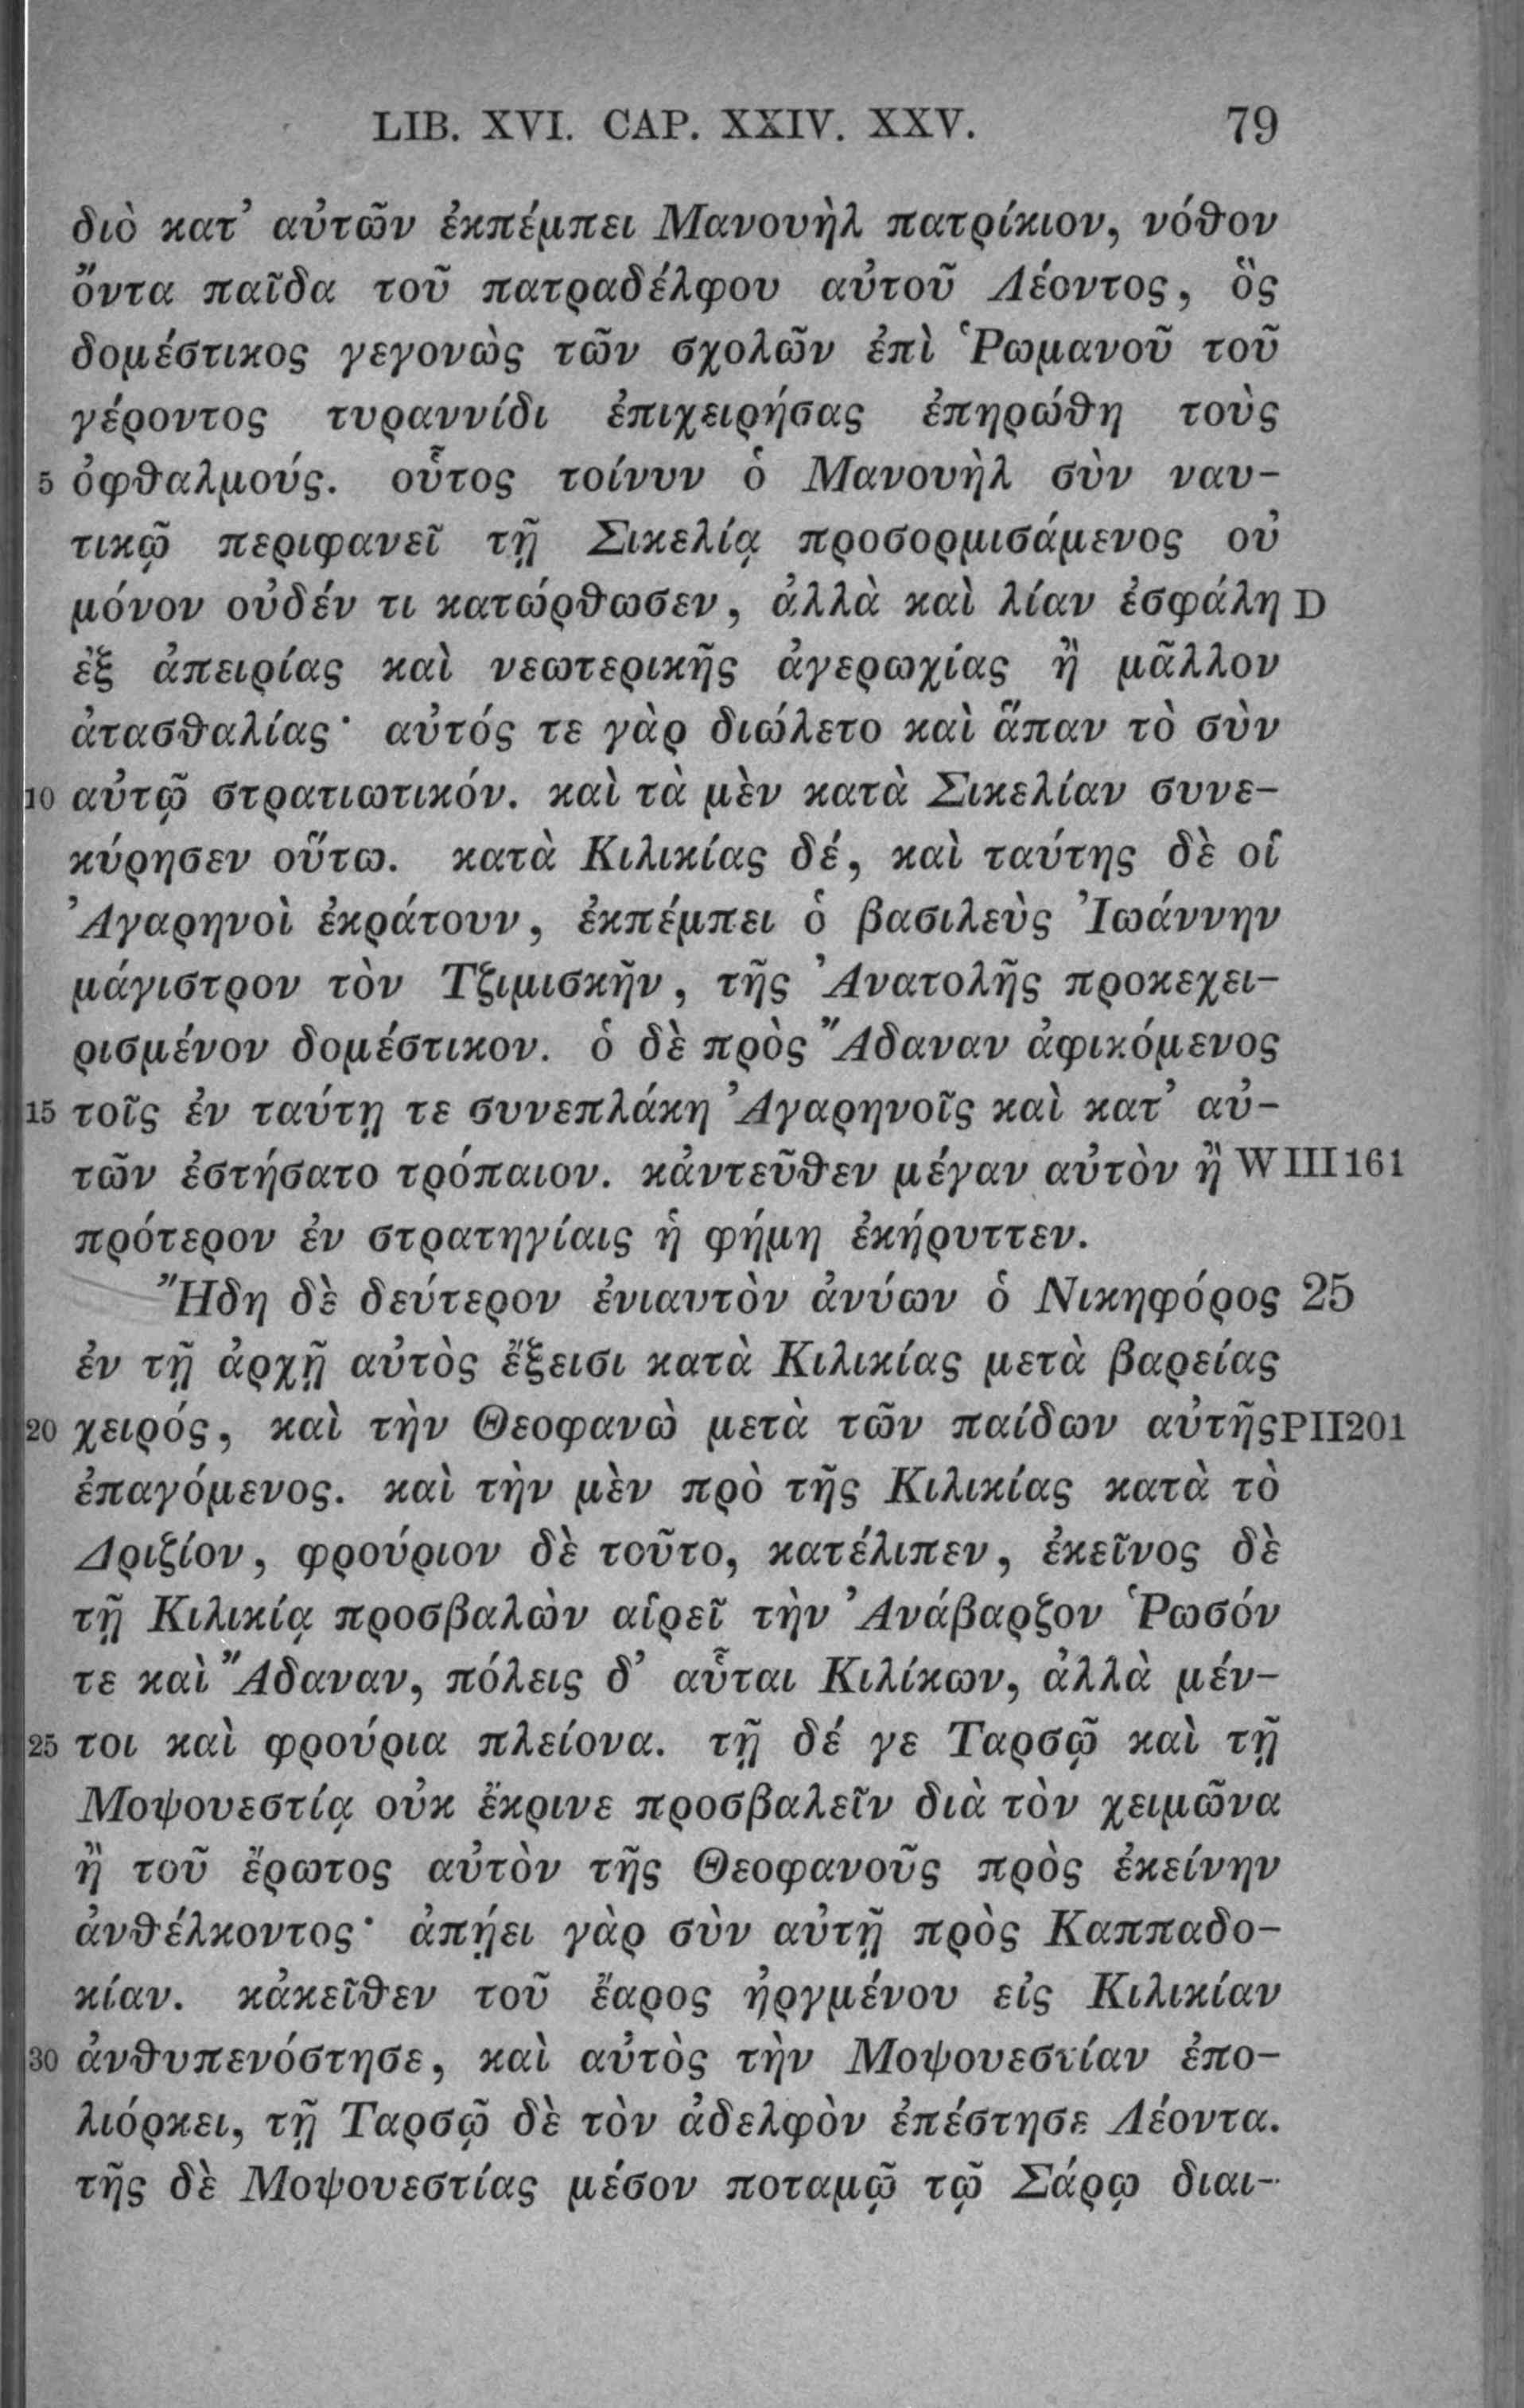 LIB. XVI. CAP. XXIV. XXV. 79
διὸ κατ’ αὐτῶν ἐκπέμπει Μανουὴλ πατρίκιον, νόθον
ὄντα παῖδα τοῦ πατραδέλφου αὐτοῦ Λέοντος, ὃς
δομέστικος γεγονὼς τῶν σχολῶν ἐπὶ Ῥωμανοῦ τοῦ
γέροντος τυραννίδι ἐπιχειρήσας ἐπηρώθη τοὺς
5 ὀφθαλμούς. οὗτος τοίνυν ὁ Μανουὴλ σὺν ναυ-
τικῷ περιφανεῖ τῇ Σικελίᾳ προσορμισάμενος οὐ
μόνον οὐδέν τι κατώρθωσεν, ἀλλὰ καὶ λίαν ἐσφάλη D
ἐξ ἀπειρίας καὶ νεωτερικῆς ἀγερωχίας ἢ μᾶλλον
ἀτασθαλίας· αὐτός τε γὰρ διώλετο καὶ ἅπαν τὸ σὺν
10 αὐτῷ στρατιωτικόν. καὶ τὰ μὲν κατὰ Σικελίαν συνε-
κύρησεν οὕτω. κατὰ Κιλικίας δέ, καὶ ταύτης δὲ οἱ
Ἀγαρηνοὶ ἐκράτουν, ἐκπέμπει ὁ βασιλεὺς Ἰωάννην
μάγιστρον τὸν Τζιμισκῆν, τῆς Ἀνατολῆς προκεχει-
ρισμένον δομέστικον. ὁ δὲ πρὸς Ἄδαναν ἀφικόμενος
15 τοῖς ἐν ταύτῃ τε συνεπλάκη Ἀγαρηνοῖς καὶ κατ’ αὐ-
τῶν ἐστήσατο τρόπαιον. κἀντεῦθεν μέγαν αὐτὸν ἢ W III 161
πρότερον ἐν στρατηγίαις ἡ φήμη ἐκήρυττεν.
Ἤδη δὲ δεύτερον ἐνιαυτὸν ἀνύων ὁ Νικηφόρος 25
ἐν τῇ ἀρχῇ αὐτὸς ἔξεισι κατὰ Κιλικίας μετὰ βαρείας
20 χειρός, καὶ τὴν Θεοφανὼ μετὰ τῶν παίδων αὐτῆς PII201
ἐπαγόμενος. καὶ τὴν μὲν πρὸ τῆς Κιλικίας κατὰ τὸ
Δριζίον, φρούριον δὲ τοῦτο, κατέλιπεν, ἐκεῖνος δὲ
τῇ Κιλικίᾳ προσβαλὼν αἱρεῖ τὴν Ἀνάβαρζον Ῥωσόν
τε καὶ Ἄδαναν, πόλεις δ’ αὗται Κιλίκων, ἀλλὰ μέν-
25 τοι καὶ φρούρια πλείονα. τῇ δέ γε Ταρσῷ καὶ τῇ
Μοψουεστίᾳ οὐκ ἔκρινε προσβαλεῖν διὰ τὸν χειμῶνα
ἢ τοῦ ἔρωτος αὐτὸν τῆς Θεοφανοῦς πρὸς ἐκείνην
ἀνθέλκοντος· ἀπῄει γὰρ σὺν αὐτῇ πρὸς Καππαδο-
κίαν. κἀκεῖθεν τοῦ ἔαρος ἠργμένου εἰς Κιλικίαν
30 ἀνθυπενόστησε, καὶ αὐτὸς τὴν Μοψουεστίαν ἐπο-
λιόρκει, τῇ Ταρσῷ δὲ τὸν ἀδελφὸν ἐπέστησε Λέοντα.
τῆς δὲ Μοψουεστίας μέσον ποταμῷ τῷ Σάρῳ διαι-